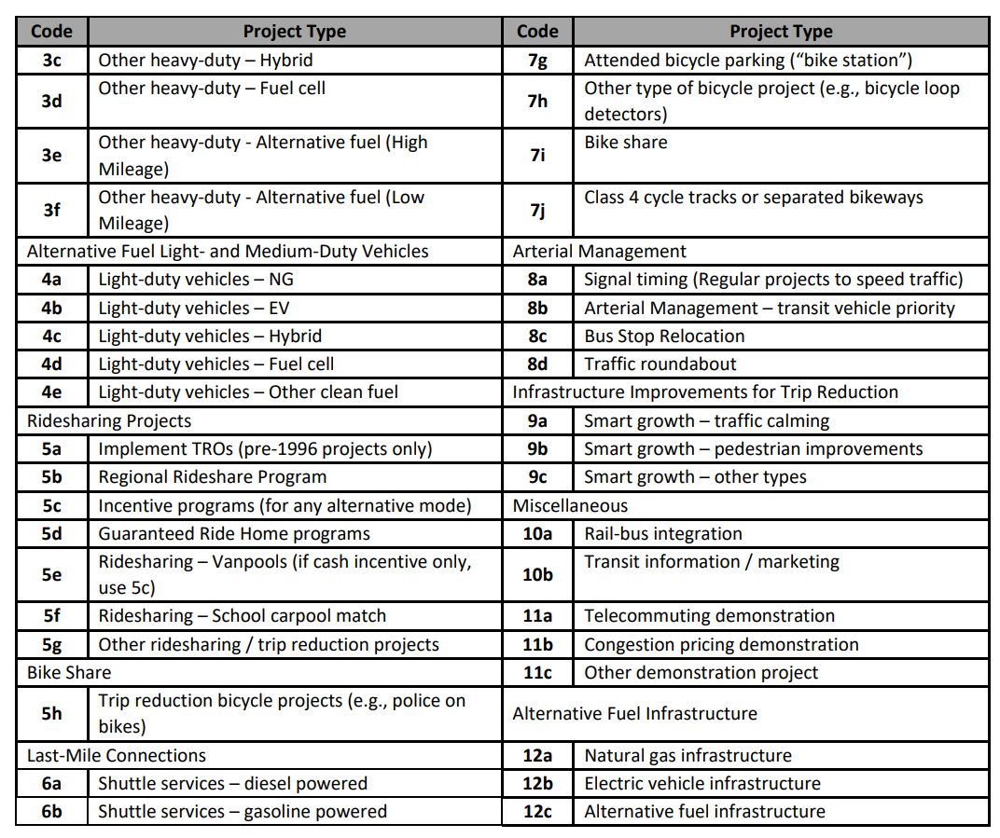 Code Project Type Code Project Type
3c Other heavy-duty – Hybrid 7g Attended bicycle parking (“bike station”)
3d Other heavy-duty – Fuel cell 7h Other type of bicycle project (e.g., bicycle loop
detectors)
3e Other heavy-duty - Alternative fuel (High
Mileage) 7i Bike share
3f Other heavy-duty - Alternative fuel (Low
Mileage) 7j Class 4 cycle tracks or separated bikeways
Alternative Fuel Light- and Medium-Duty Vehicles Arterial Management
4a Light-duty vehicles – NG 8a Signal timing (Regular projects to speed traffic)
4b Light-duty vehicles – EV 8b Arterial Management – transit vehicle priority
4c Light-duty vehicles – Hybrid 8c Bus Stop Relocation
4d Light-duty vehicles – Fuel cell 8d Traffic roundabout
4e Light-duty vehicles – Other clean fuel Infrastructure Improvements for Trip Reduction
Ridesharing Projects 9a Smart growth – traffic calming
5a Implement TROs (pre-1996 projects only) 9b Smart growth – pedestrian improvements
5b Regional Rideshare Program 9c Smart growth – other types
5c Incentive programs (for any alternative mode) Miscellaneous
5d Guaranteed Ride Home programs 10a Rail-bus integration
5e Ridesharing – Vanpools (if cash incentive only,
use 5c) 10b Transit information / marketing
5f Ridesharing – School carpool match 11a Telecommuting demonstration
5g Other ridesharing / trip reduction projects 11b Congestion pricing demonstration
Bike Share 11c Other demonstration project
5h Trip reduction bicycle projects (e.g., police on
bikes) Alternative Fuel Infrastructure
Last-Mile Connections 12a Natural gas infrastructure
6a Shuttle services – diesel powered 12b Electric vehicle infrastructure
6b Shuttle services – gasoline powered 12c Alternative fuel infrastructure